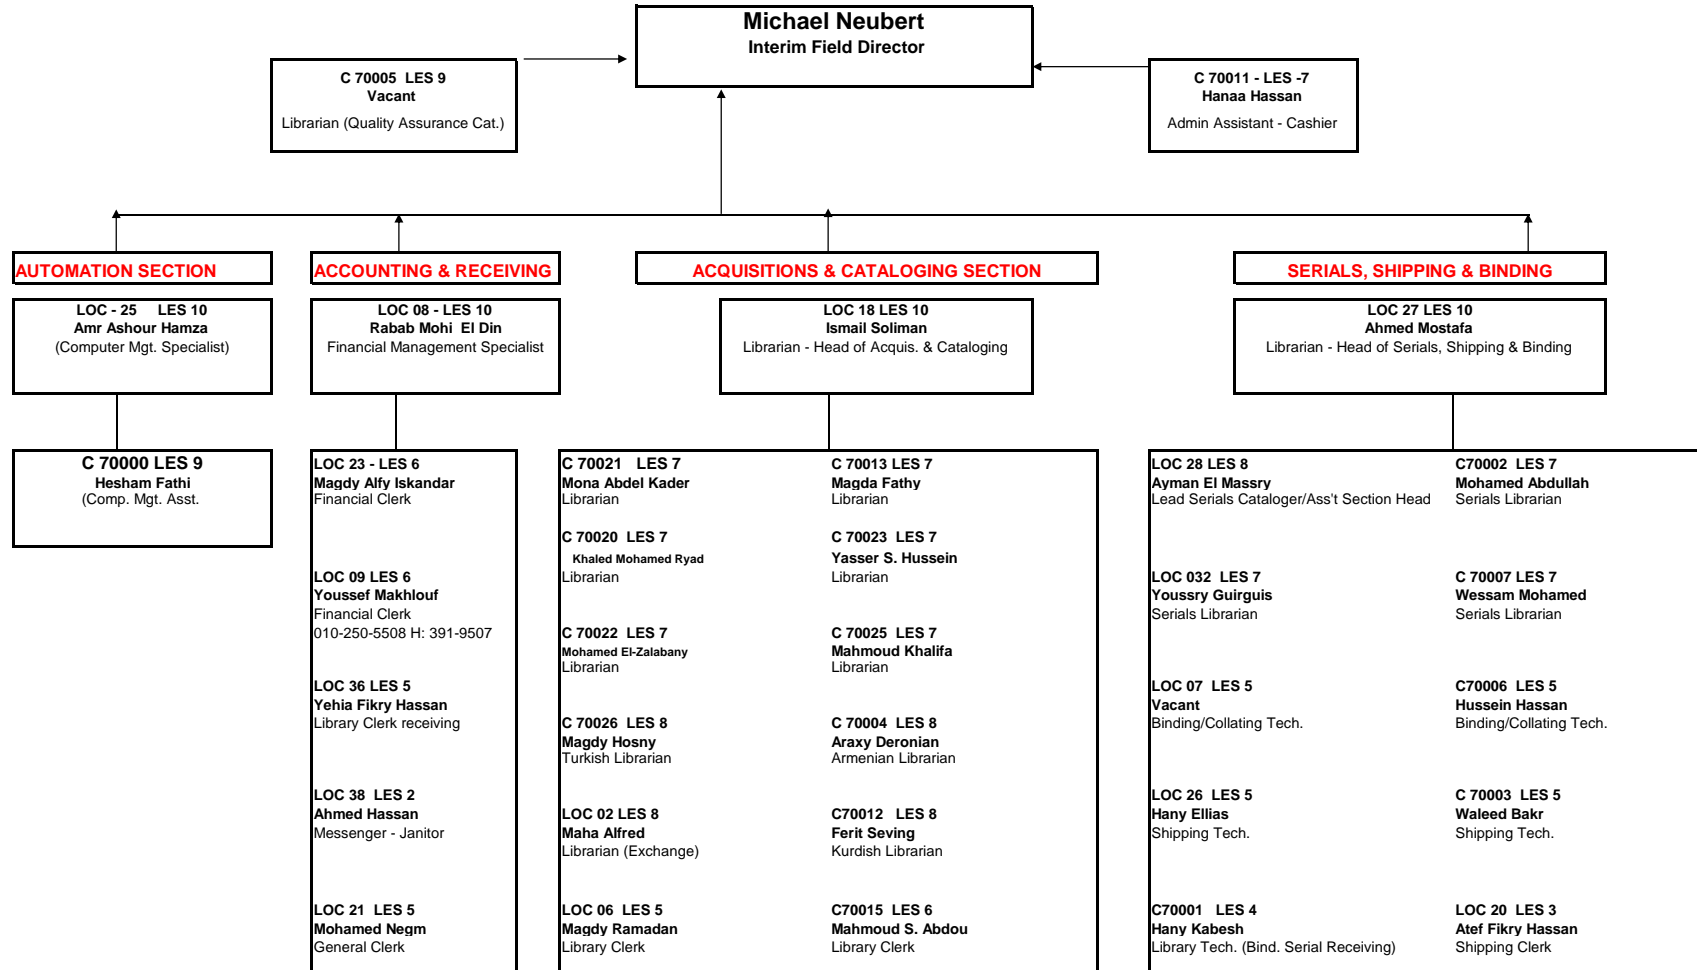 Michael Neubert
Interim Field Director
C 70005 LES 9
Vacant
Librarian (Quality Assurance Cat.)
C 70011 - LES -7
Hanaa Hassan
Admin Assistant - Cashier
AUTOMATION SECTION
LOC - 25 LES 10
Amr Ashour Hamza
(Computer Mgt. Specialist)
C 70000 LES 9
Hesham Fathi
(Comp. Mgt. Asst.
ACCOUNTING & RECEIVING
LOC 08 - LES 10
Rabab Mohi El Din
Financial Management Specialist
LOC 23 - LES 6
Magdy Alfy Iskandar
Financial Clerk
LOC 09 LES 6
Youssef Makhlouf
Financial Clerk
010-250-5508 H: 391-9507
LOC 36 LES 5
Yehia Fikry Hassan
Library Clerk receiving
LOC 38 LES 2
Ahmed Hassan
Messenger - Janitor
LOC 21 LES 5
Mohamed Negm
General Clerk
ACQUISITIONS & CATALOGING SECTION
LOC 18 LES 10
Ismail Soliman
Librarian - Head of Acquis. & Cataloging
C 70021 LES 7
Mona Abdel Kader
Librarian
C 70020 LES 7
Khaled Mohamed Ryad
Librarian
C 70022 LES 7
Mohamed El-Zalabany
Librarian
C 70026 LES 8
Magdy Hosny
Turkish Librarian
LOC 02 LES 8
Maha Alfred
Librarian (Exchange)
LOC 06 LES 5
Magdy Ramadan
Library Clerk
C 70013 LES 7
Magda Fathy
Librarian
C 70023 LES 7
Yasser S. Hussein
Librarian
C 70025 LES 7
Mahmoud Khalifa
Librarian
C 70004 LES 8
Araxy Deronian
Armenian Librarian
C70012 LES 8
Ferit Seving
Kurdish Librarian
C70015 LES 6
Mahmoud S. Abdou
Library Clerk
SERIALS, SHIPPING & BINDING
LOC 27 LES 10
Ahmed Mostafa
Librarian - Head of Serials, Shipping & Binding
LOC 28 LES 8
Ayman El Massry
Lead Serials Cataloger/Ass't Section Head
LOC 032 LES 7
Youssry Guirguis
Serials Librarian
LOC 07 LES 5
Vacant
Binding/Collating Tech.
LOC 26 LES 5
Hany Ellias
Shipping Tech.
C70001 LES 4
Hany Kabesh
Library Tech. (Bind. Serial Receiving)
C70002 LES 7
Mohamed Abdullah
Serials Librarian
C 70007 LES 7
Wessam Mohamed
Serials Librarian
C70006 LES 5
Hussein Hassan
Binding/Collating Tech.
C 70003 LES 5
Waleed Bakr
Shipping Tech.
LOC 20 LES 3
Atef Fikry Hassan
Shipping Clerk